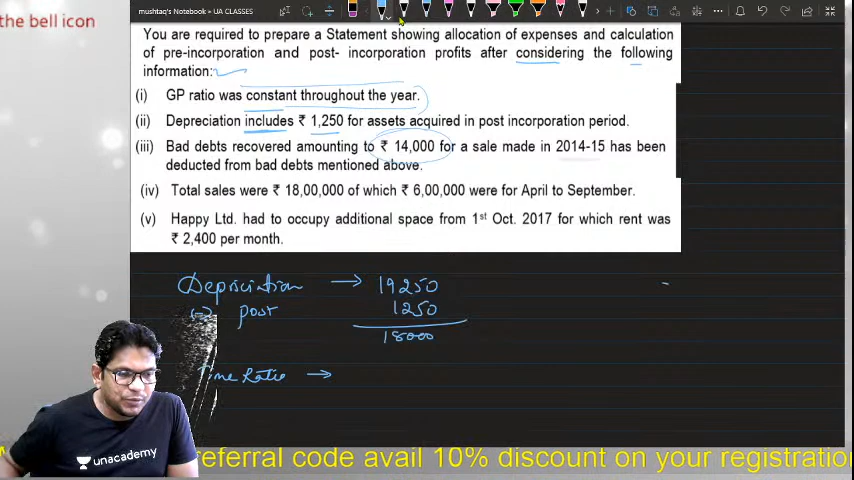 mushtaq's Notebook » UA CLASSES
the bell icon
You are required to prepare a Statement showing allocation of expenses and calculation
of pre-incorporation and post- incorporation profits after considering the following
information:
(i) GP ratio was constant throughout the year.
(ii) Depreciation includes ₹ 1,250 for assets acquired in post incorporation period.
(iii) Bad debts recovered amounting to ₹ 14,000 for a sale made in 2014-15 has been
deducted from bad debts mentioned above.
(iv) Total sales were ₹ 18,00,000 of which ₹ 6,00,000 were for April to September.
(v) Happy Ltd. had to occupy additional space from 1st Oct. 2017 for which rent was
₹ 2,400 per month.
Depriciation → 19250
(-) post 1250
18000
Time Ratio →
unacademy
referral code avail 10% discount on your registratio